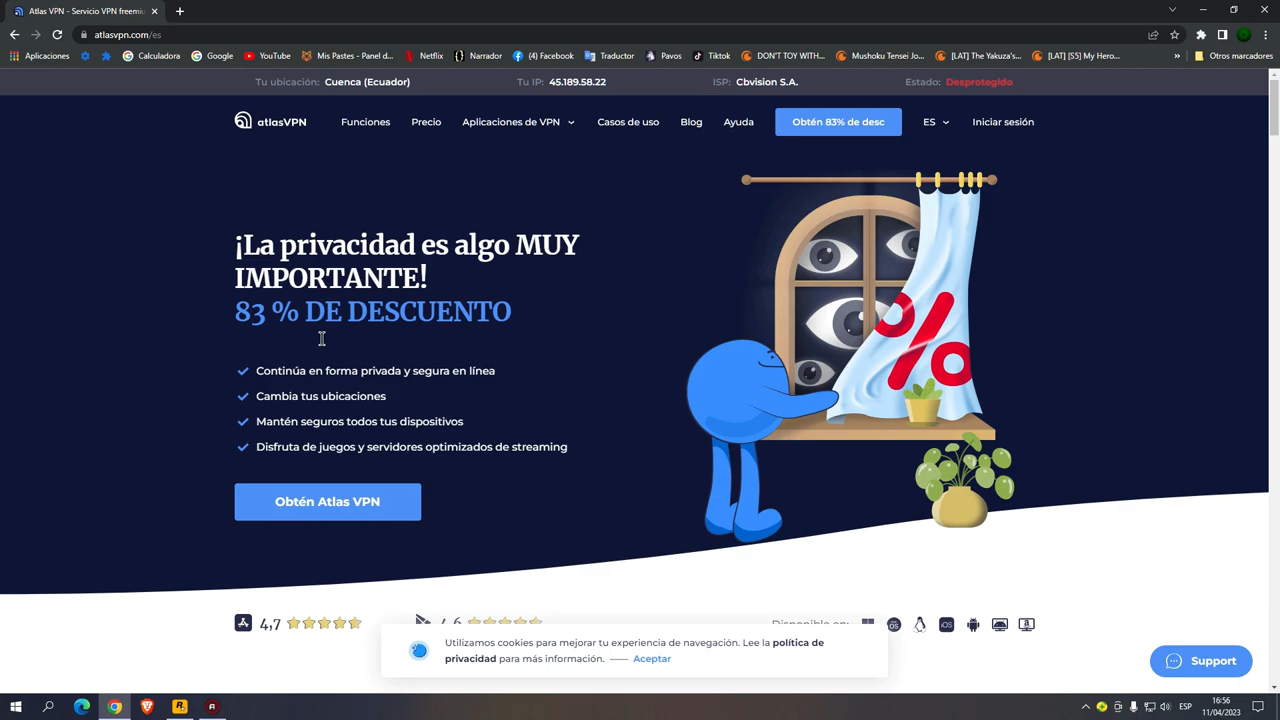 Atlas VPN - Servicio VPN freemiu
atlasvpn.com/es
Aplicaciones
Calculadora
Google
YouTube
Mis Pastes - Panel d...
Netflix
Narrador
(4) Facebook
Traductor
Pavos
Tiktok
DON'T TOY WITH...
Mushoku Tensei Jo...
[LAT] The Yakuza's...
[LAT] [S5] My Hero...
»
Otros marcadores
Tu ubicación: Cuenca (Ecuador)
Tu IP: 45.189.58.22
ISP: Cbvision S.A.
Estado: Desprotegido
atlasVPN
Funciones
Precio
Aplicaciones de VPN
Casos de uso
Blog
Ayuda
Obtén 83% de desc
ES
Iniciar sesión
¡La privacidad es algo MUY
IMPORTANTE!
83 % DE DESCUENTO
Continúa en forma privada y segura en línea
Cambia tus ubicaciones
Mantén seguros todos tus dispositivos
Disfruta de juegos y servidores optimizados de streaming
Obtén Atlas VPN
%
4,7
4,6
Disponible en:
Utilizamos cookies para mejorar tu experiencia de navegación. Lee la política de
privacidad para más información. —— Aceptar
Support
ESP
16:56
11/04/2023